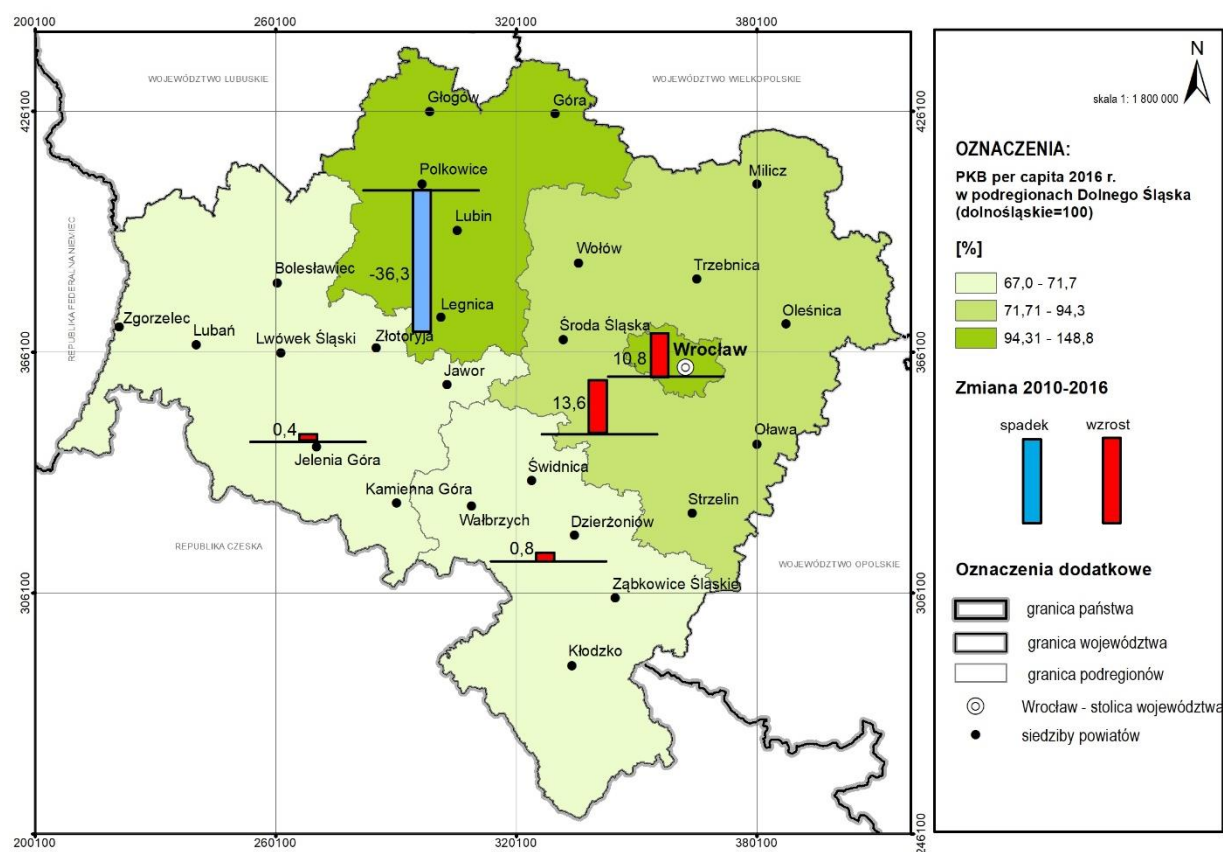 200100
260100
320100
380100
WOJEWÓDZTWO LUBUSKIE
WOJEWÓDZTWO WIELKOPOLSKIE
426100
426100
Głogów
Góra
Polkowice
Milicz
Lubin
REPUBLIKA FEDERALNA NIEMIEC
Wołów
Bolesławiec
-36,3
Trzebnica
Zgorzelec
Legnica
Oleśnica
Lubań
Lwówek Śląski
Złotoryja
Środa Śląska
366100
366100
10,8
Wrocław
Jawor
13,6
0,4
Jelenia Góra
Oława
Świdnica
Kamienna Góra
Wałbrzych
Strzelin
Dzierżoniów
REPUBLIKA CZESKA
0,8
WOJEWÓDZTWO OPOLSKIE
Ząbkowice Śląskie
306100
306100
Kłodzko
246100
200100
260100
320100
380100
N
skala 1: 1 800 000
OZNACZENIA:
PKB per capita 2016 r.
w podregionach Dolnego Śląska
(dolnośląskie=100)
[%]
67,0 - 71,7
71,71 - 94,3
94,31 - 148,8
Zmiana 2010-2016
spadek
wzrost
Oznaczenia dodatkowe
granica państwa
granica województwa
granica podregionów
Wrocław - stolica województwa
siedziby powiatów